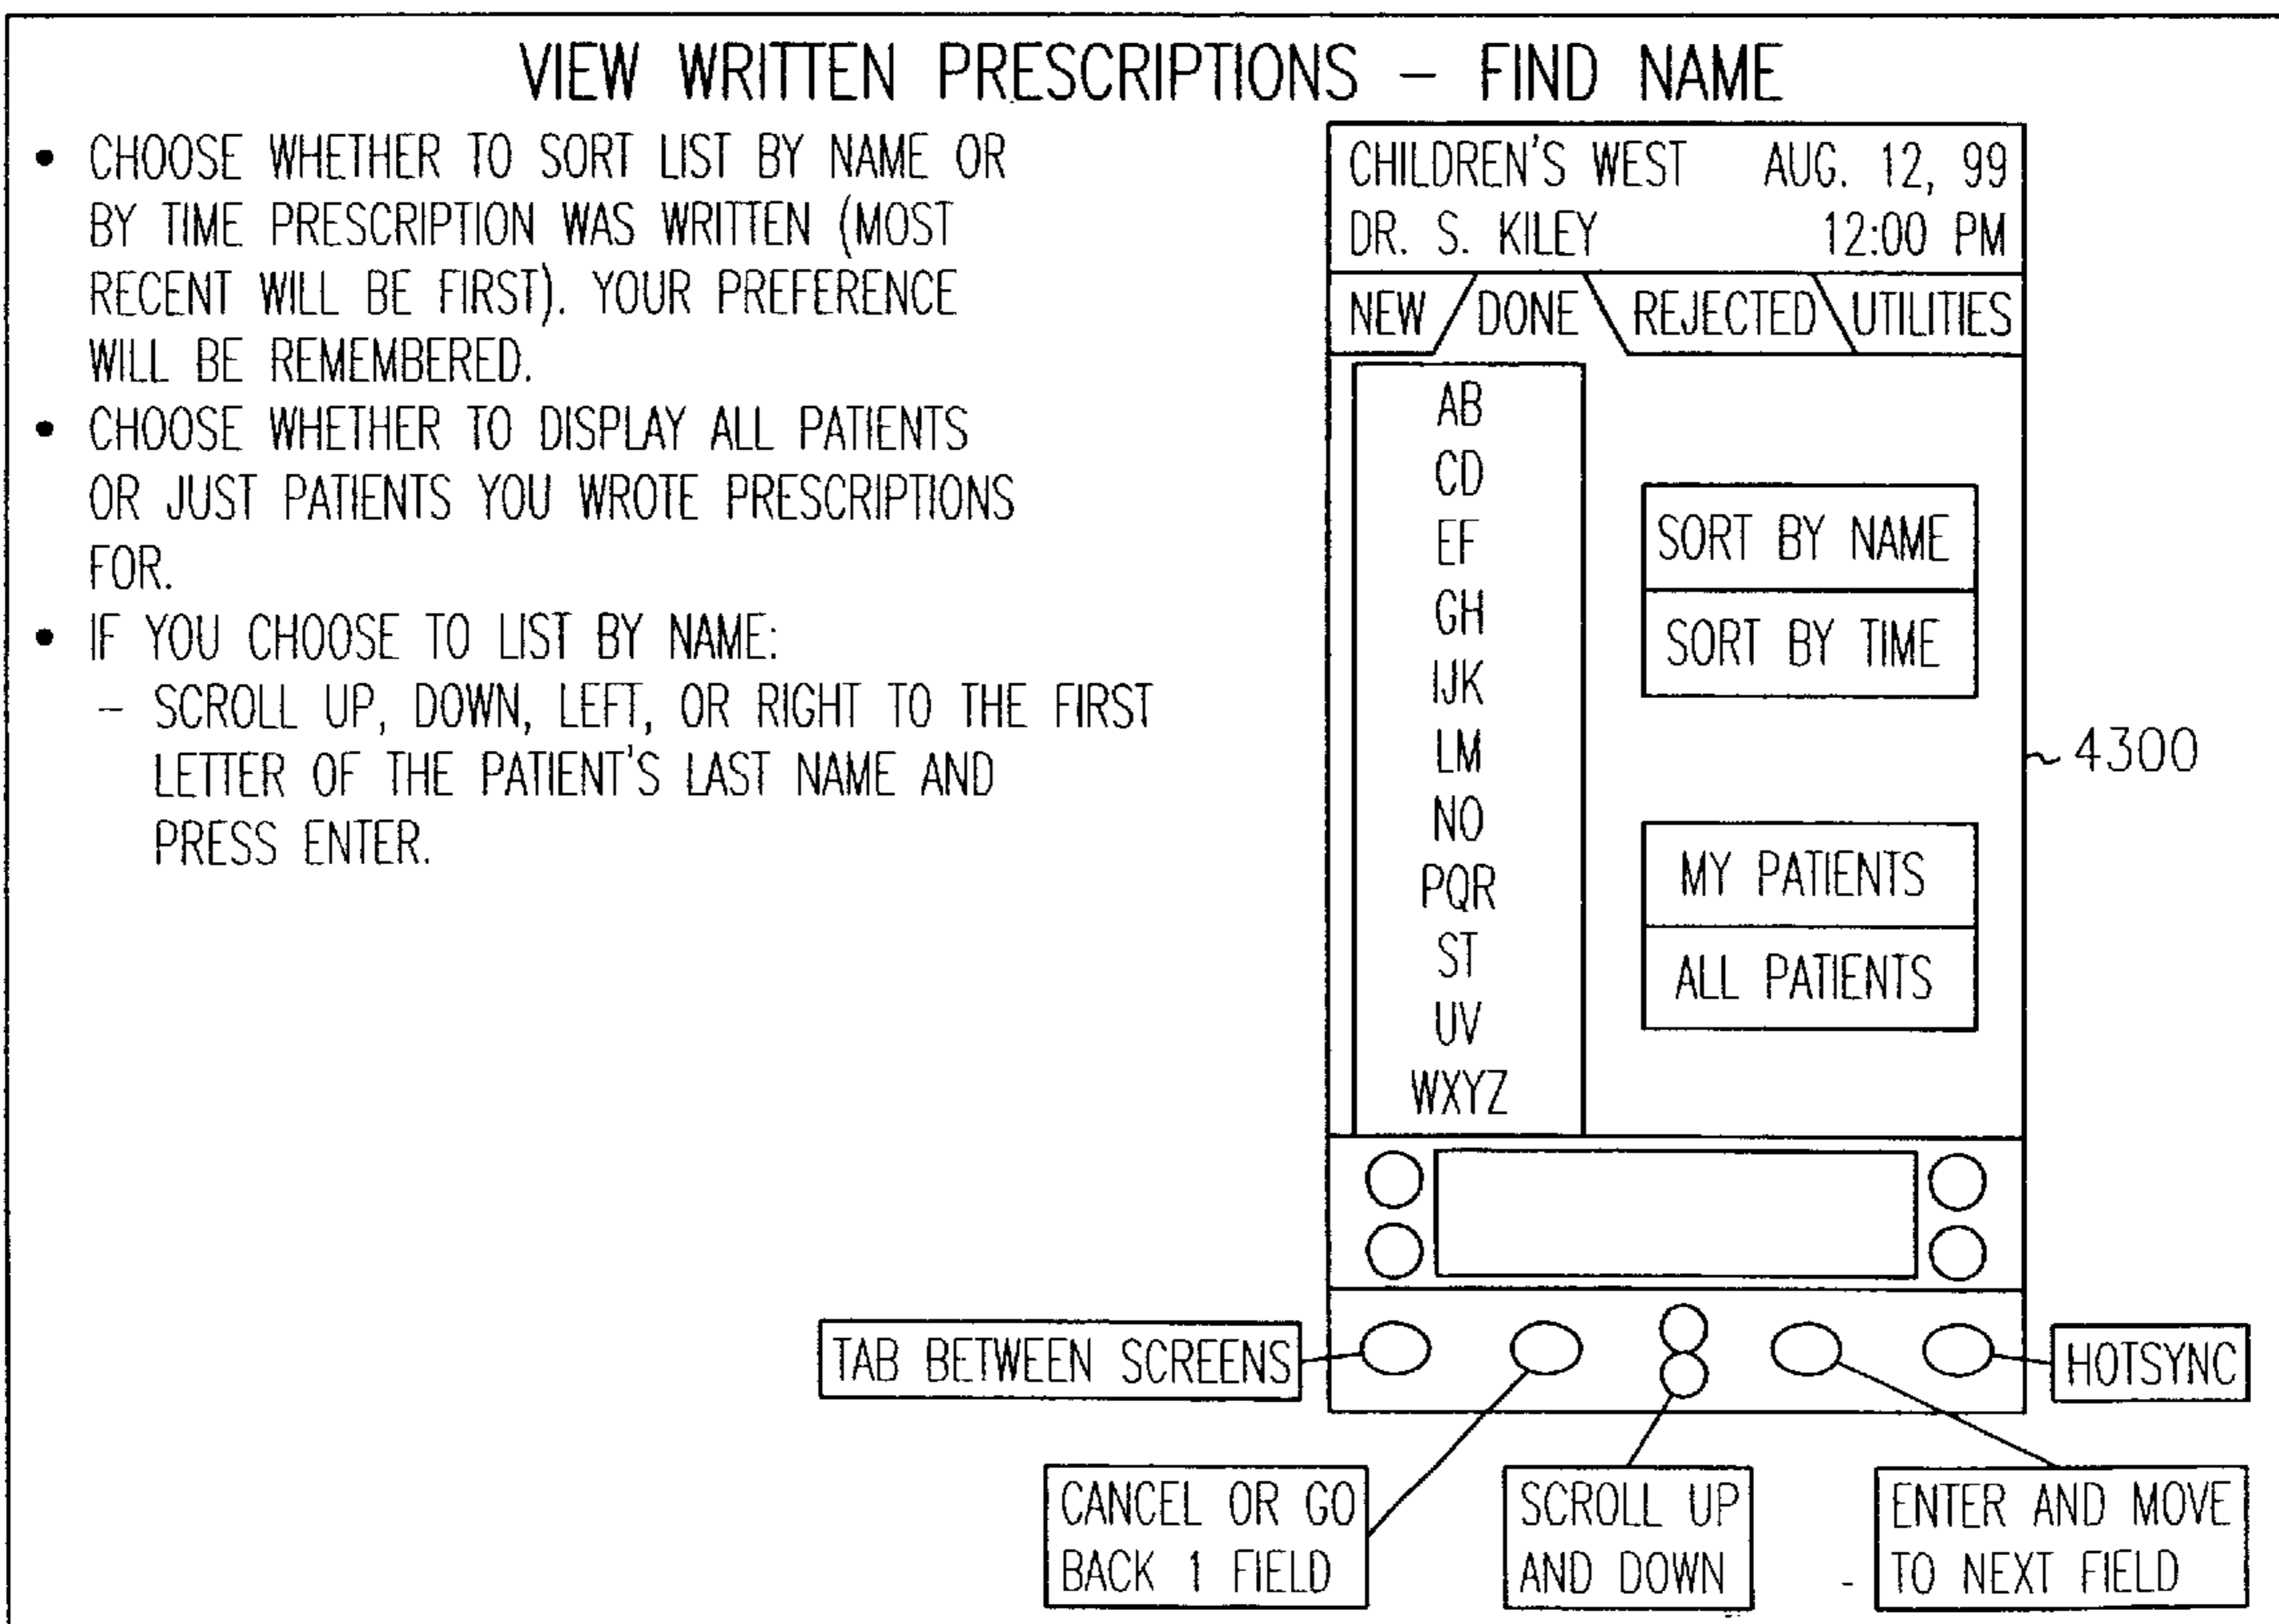 VIEW WRITTEN PRESCRIPTIONS – FIND NAME
• CHOOSE WHETHER TO SORT LIST BY NAME OR
BY TIME PRESCRIPTION WAS WRITTEN (MOST
RECENT WILL BE FIRST). YOUR PREFERENCE
WILL BE REMEMBERED.
• CHOOSE WHETHER TO DISPLAY ALL PATIENTS
OR JUST PATIENTS YOU WROTE PRESCRIPTIONS
FOR.
• IF YOU CHOOSE TO LIST BY NAME:
– SCROLL UP, DOWN, LEFT, OR RIGHT TO THE FIRST
LETTER OF THE PATIENT'S LAST NAME AND
PRESS ENTER.
CHILDREN'S WEST AUG. 12, 99
DR. S. KILEY 12:00 PM
NEW DONE REJECTED UTILITIES
AB
CD
EF
GH
IJK
LM
NO
PQR
ST
UV
WXYZ
SORT BY NAME
SORT BY TIME
MY PATIENTS
ALL PATIENTS
4300
TAB BETWEEN SCREENS
HOTSYNC
CANCEL OR GO
BACK 1 FIELD
SCROLL UP
AND DOWN
ENTER AND MOVE
TO NEXT FIELD